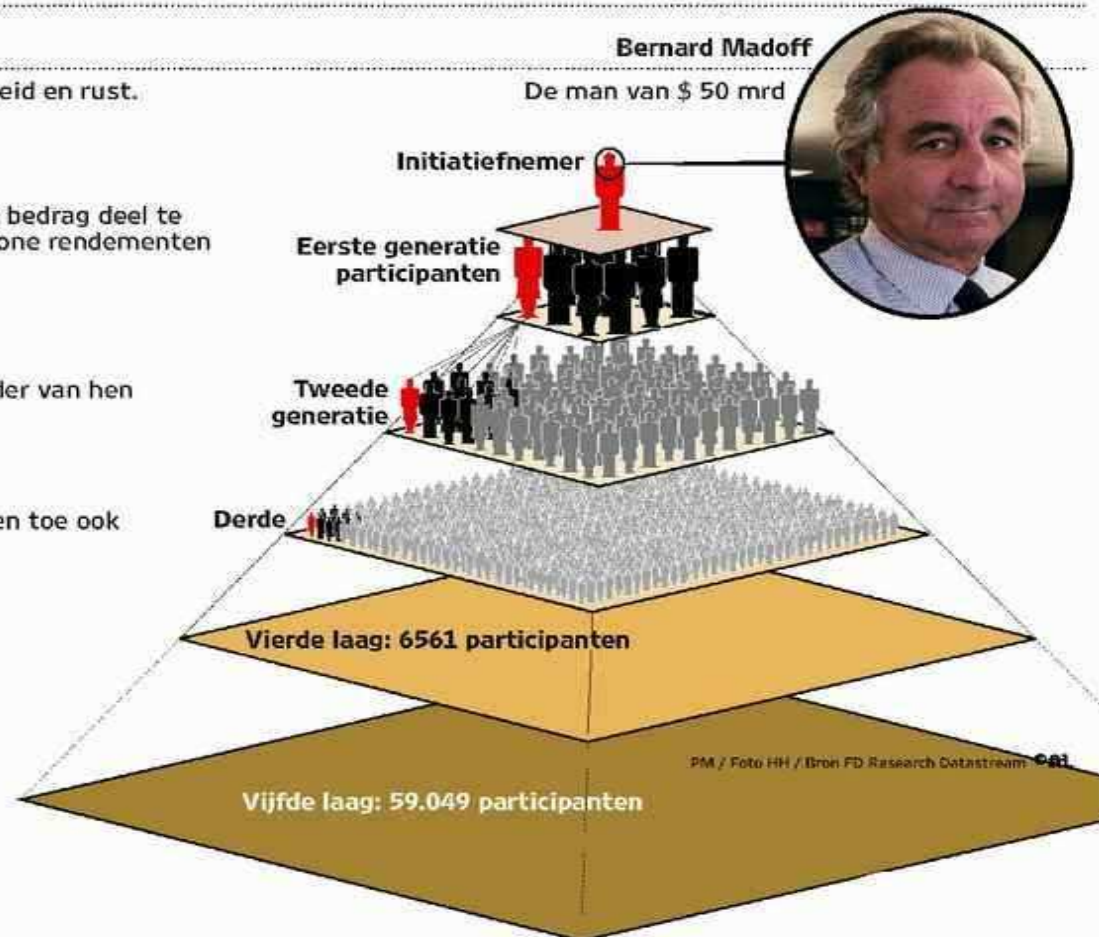 Bernard Madoff
eid en rust.
De man van $ 50 mrd
Initiatiefnemer
bedrag deel te
one rendementen
Eerste generatie
participanten
der van hen
Tweede
generatie
en toe ook
Derde
Vierde laag: 6561 participanten
PM / Foto HH / Bron FD Research Datastream
Vijfde laag: 59.049 participanten